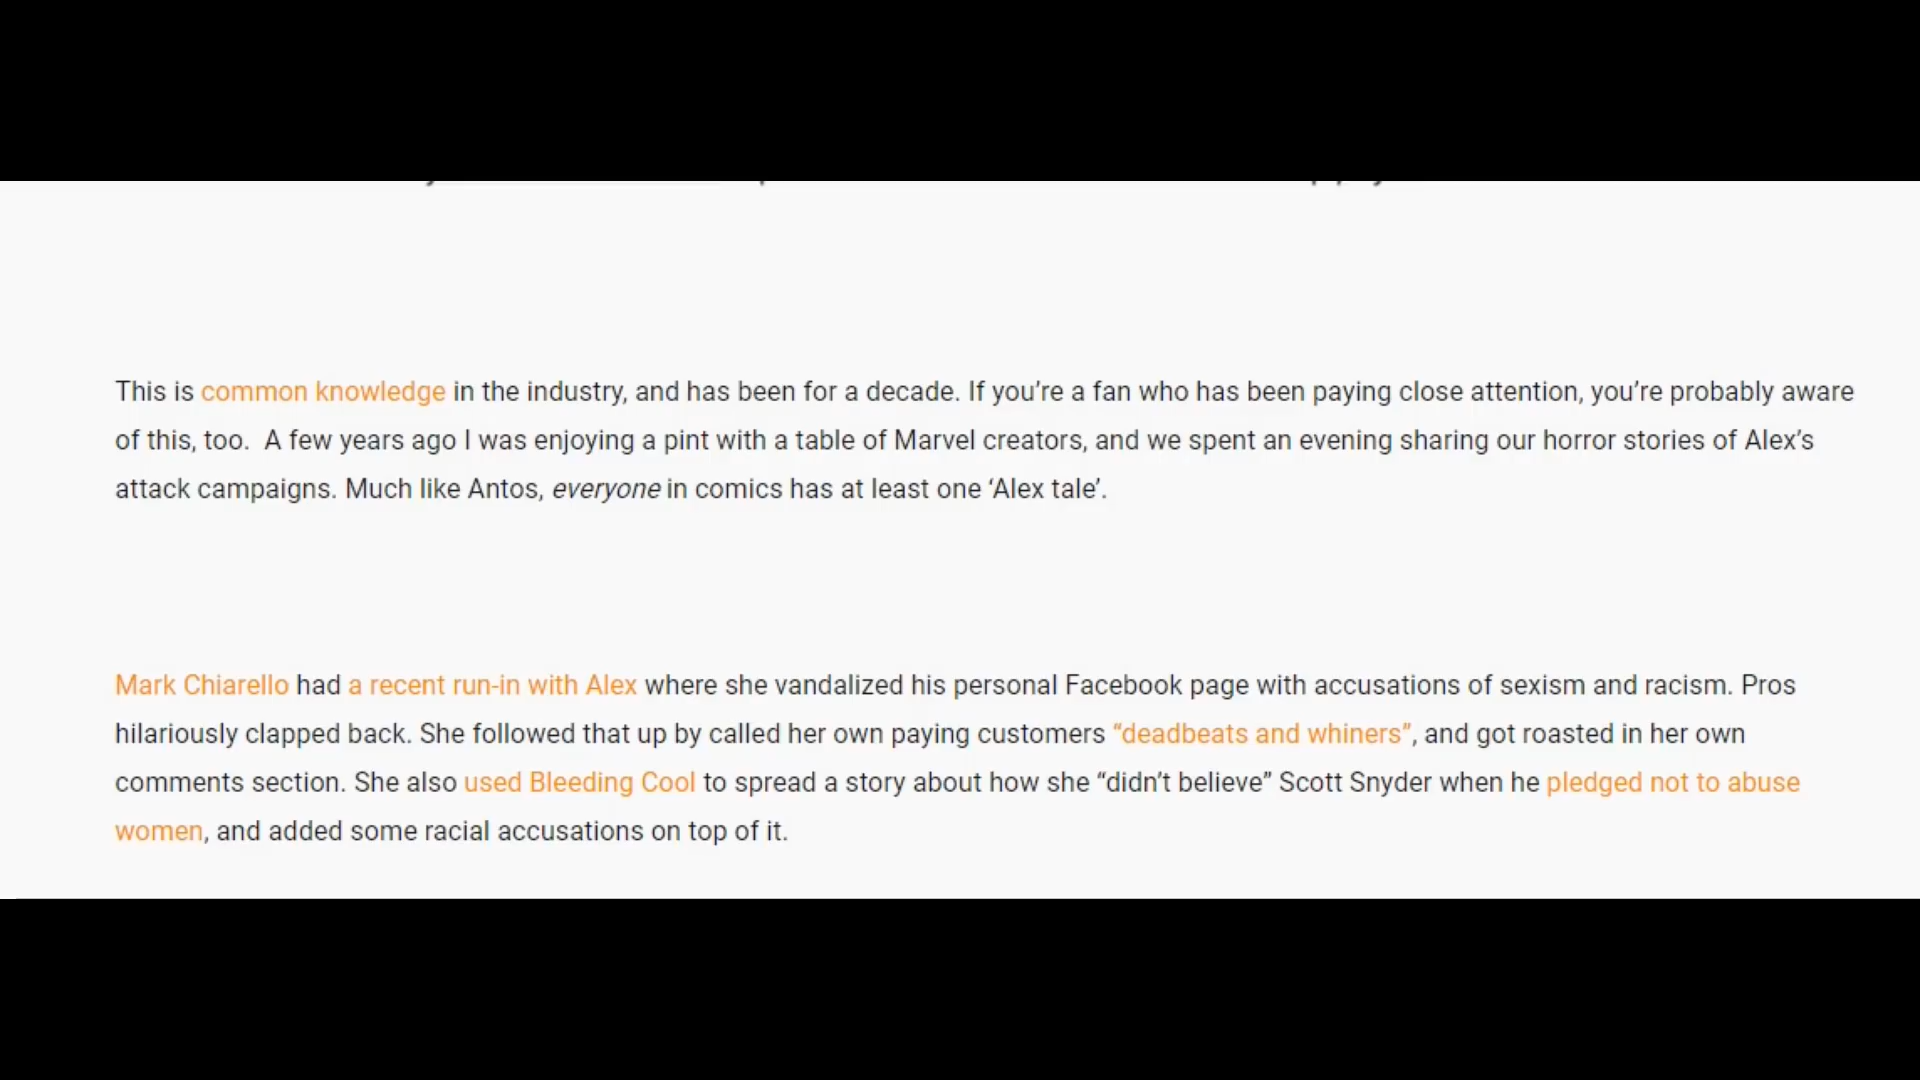 This is common knowledge in the industry, and has been for a decade. If you’re a fan who has been paying close attention, you’re probably aware
of this, too.  A few years ago I was enjoying a pint with a table of Marvel creators, and we spent an evening sharing our horror stories of Alex’s
attack campaigns. Much like Antos, everyone in comics has at least one ‘Alex tale’.
Mark Chiarello had a recent run-in with Alex where she vandalized his personal Facebook page with accusations of sexism and racism. Pros
hilariously clapped back. She followed that up by called her own paying customers “deadbeats and whiners”, and got roasted in her own
comments section. She also used Bleeding Cool to spread a story about how she “didn’t believe” Scott Snyder when he pledged not to abuse
women, and added some racial accusations on top of it.